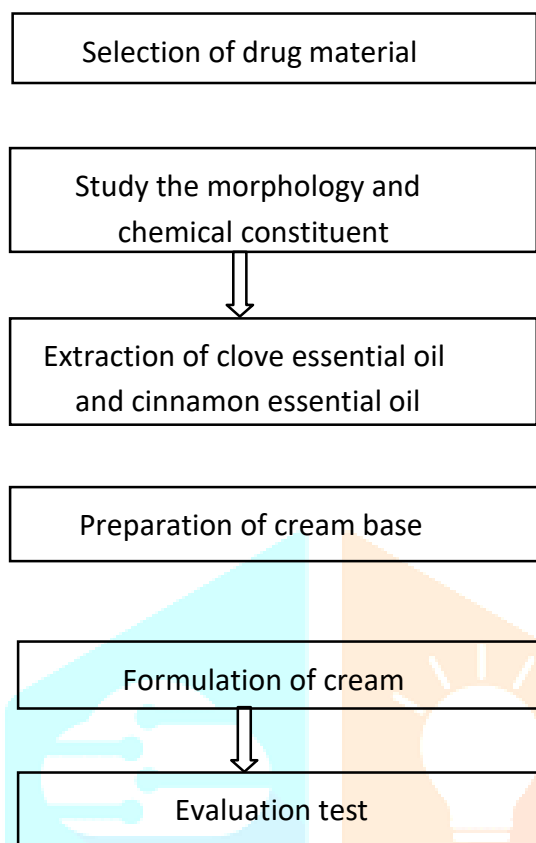 Selection of drug material
Study the morphology and
chemical constituent
Extraction of clove essential oil
and cinnamon essential oil
Preparation of cream base
Formulation of cream
Evaluation test